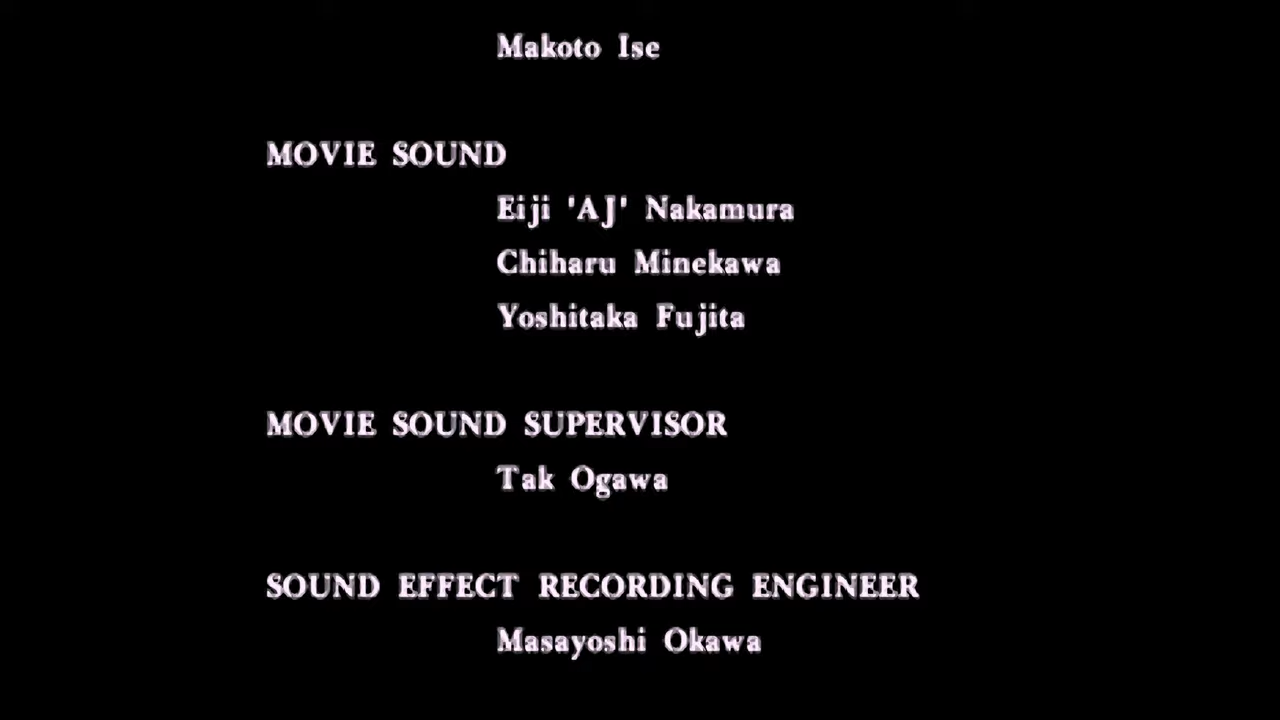 Makoto Ise
MOVIE SOUND
Eiji 'AJ' Nakamura
Chiharu Minekawa
Yoshitaka Fujita
MOVIE SOUND SUPERVISOR
Tak Ogawa
SOUND EFFECT RECORDING ENGINEER
Masayoshi Okawa